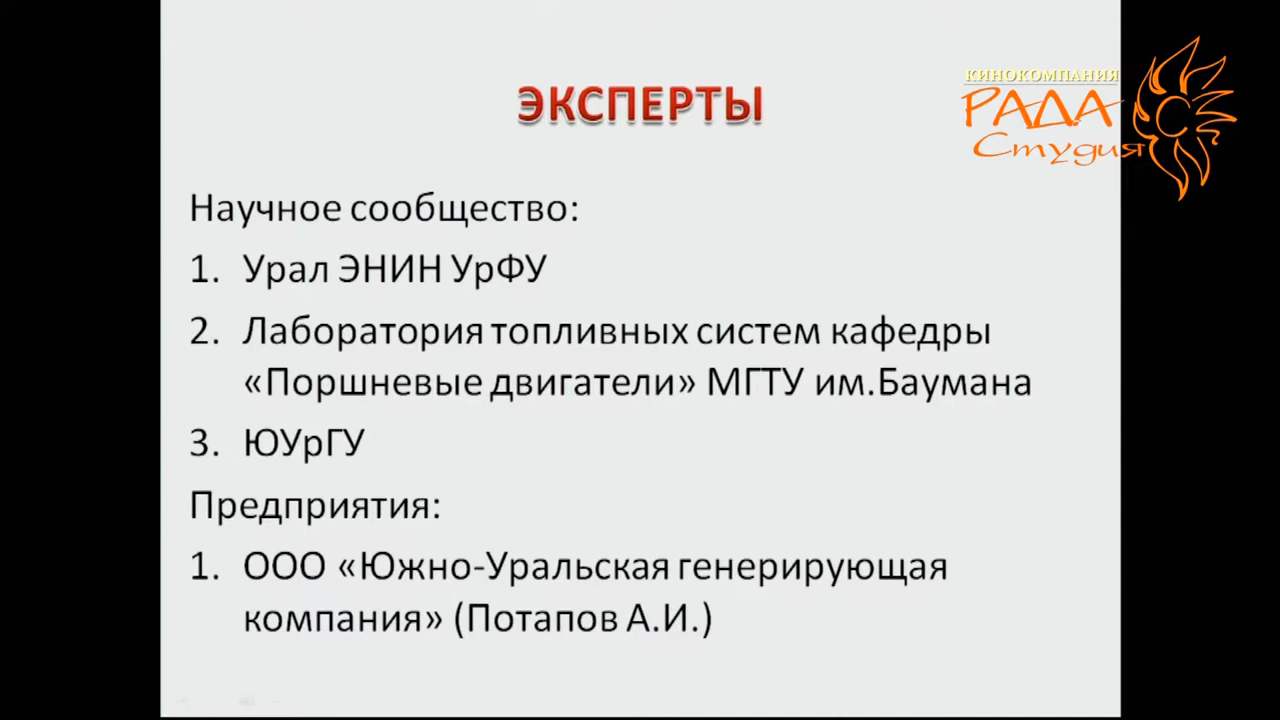 ЭКСПЕРТЫ
КИНОКОМПАНИЯ
РАДА
Студия
Научное сообщество:
1. Урал ЭНИН УрФУ
2. Лаборатория топливных систем кафедры
«Поршневые двигатели» МГТУ им.Баумана
3. ЮУрГУ
Предприятия:
1. ООО «Южно-Уральская генерирующая
компания» (Потапов А.И.)